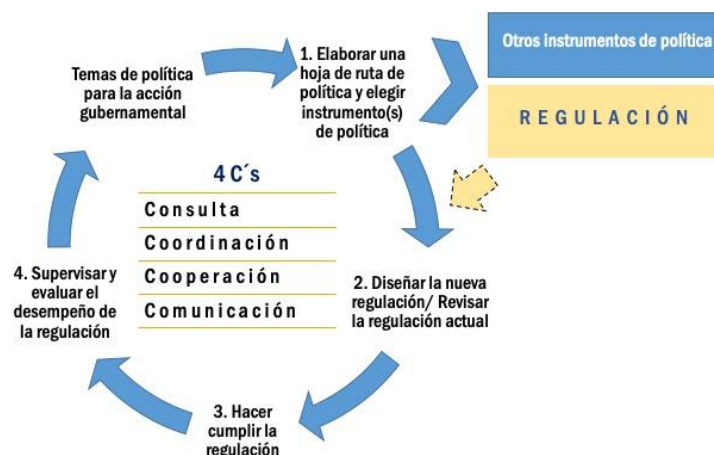 Temas de política
para la acción
gubernamental
1. Elaborar una
hoja de ruta de
política y elegir
instrumento(s)
de política
Otros instrumentos de política
REGULACIÓN
4 C´s
Consulta
Coordinación
Cooperación
Comunicación
2. Diseñar la nueva
regulación/ Revisar
la regulación actual
3. Hacer
cumplir la
regulación
4. Supervisar y
evaluar el
desempeño de
la regulación